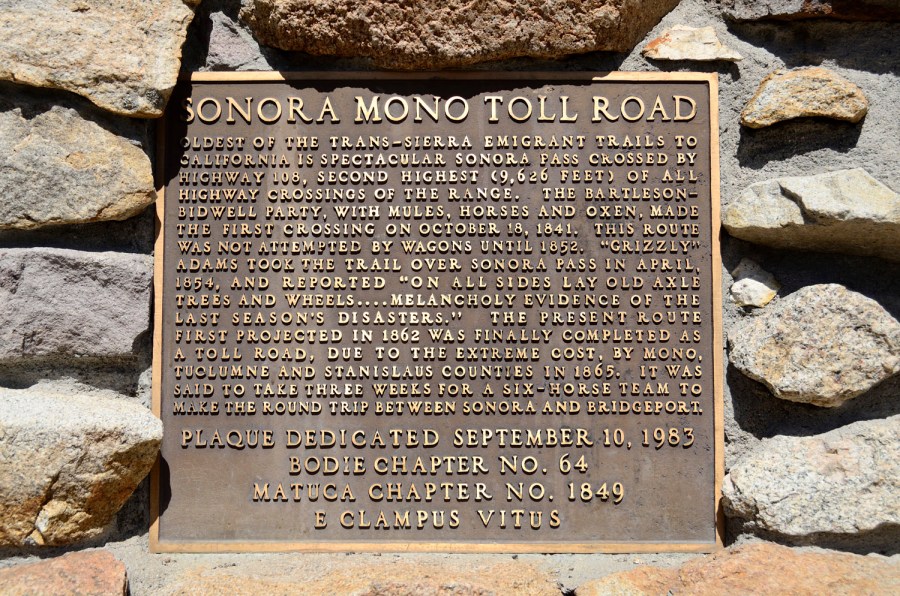 SONORA MONO TOLL ROAD
OLDEST OF THE TRANS-SIERRA EMIGRANT TRAILS TO
CALIFORNIA IS SPECTACULAR SONORA PASS CROSSED BY
HIGHWAY 108, SECOND HIGHEST (9,626 FEET) OF ALL
HIGHWAY CROSSINGS OF THE RANGE. THE BARTLESON-
BIDWELL PARTY, WITH MULES, HORSES AND OXEN, MADE
THE FIRST CROSSING ON OCTOBER 18, 1841. THIS ROUTE
WAS NOT ATTEMPTED BY WAGONS UNTIL 1852. "GRIZZLY"
ADAMS TOOK THE TRAIL OVER SONORA PASS IN APRIL,
1854, AND REPORTED "ON ALL SIDES LAY OLD AXLE
TREES AND WHEELS....MELANCHOLY EVIDENCE OF THE
LAST SEASON'S DISASTERS." THE PRESENT ROUTE
FIRST PROJECTED IN 1862 WAS FINALLY COMPLETED AS
A TOLL ROAD, DUE TO THE EXTREME COST, BY MONO,
TUOLUMNE AND STANISLAUS COUNTIES IN 1865. IT WAS
SAID TO TAKE THREE WEEKS FOR A SIX-HORSE TEAM TO
MAKE THE ROUND TRIP BETWEEN SONORA AND BRIDGEPORT.
PLAQUE DEDICATED SEPTEMBER 10, 1983
BODIE CHAPTER NO. 64
MATUCA CHAPTER NO. 1849
E CLAMPUS VITUS